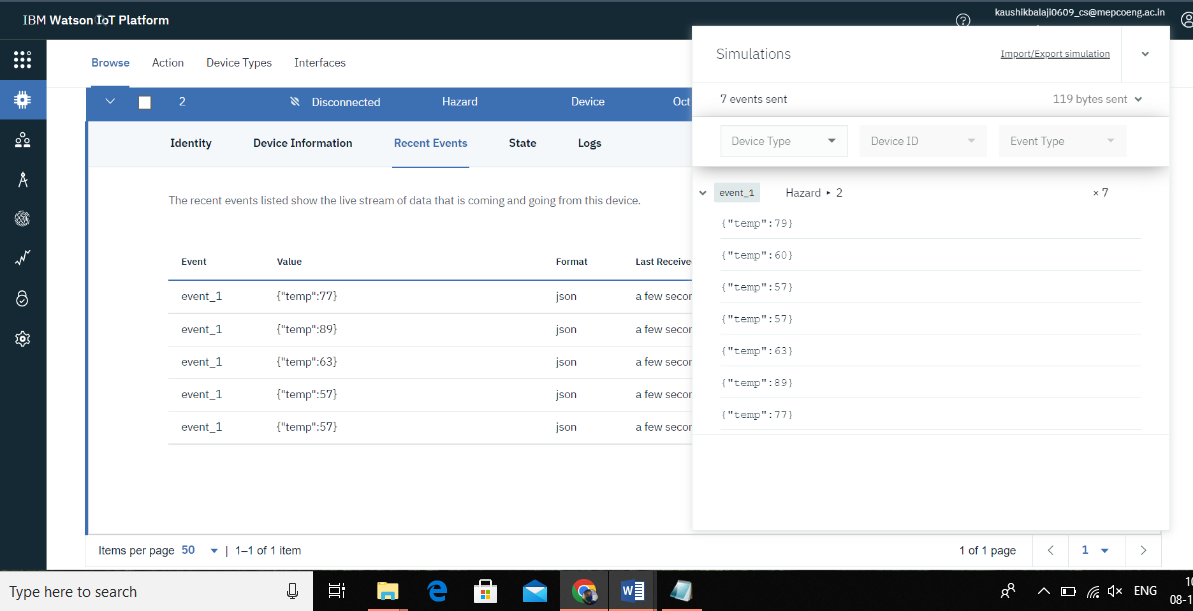 IBM Watson IoT Platform
kaushikbalaji0609_cs@mepcoeng.ac.in
Browse Action Device Types Interfaces
Simulations Import/Export simulation
7 events sent 119 bytes sent
2 Disconnected Hazard Device Oct
Device Type Device ID Event Type
Identity Device Information Recent Events State Logs
The recent events listed show the live stream of data that is coming and going from this device.
Event Value Format Last Receive
event_1 {"temp":77} json a few secor
event_1 {"temp":89} json a few secor
event_1 {"temp":63} json a few secor
event_1 {"temp":57} json a few secor
event_1 {"temp":57} json a few secor
event_1 Hazard ▸ 2 × 7
{"temp":79}
{"temp":60}
{"temp":57}
{"temp":57}
{"temp":63}
{"temp":89}
{"temp":77}
Items per page 50 | 1–1 of 1 item 1 of 1 page 1
Type here to search ENG
08-1